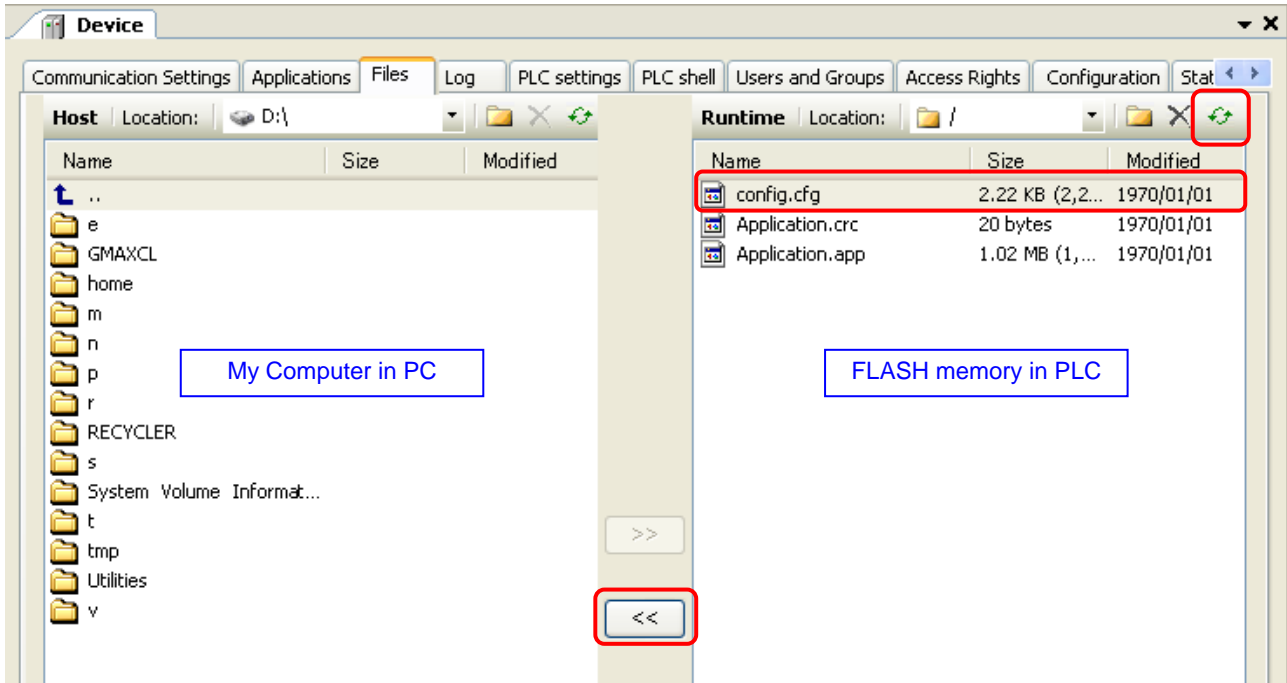 Device
Communication Settings Applications Files Log PLC settings PLC shell Users and Groups Access Rights Configuration Stat
Host Location: D:\
Runtime Location: /
Name Size Modified
Name Size Modified
..
config.cfg 2.22 KB (2,2... 1970/01/01
e
Application.crc 20 bytes 1970/01/01
GMAXCL
Application.app 1.02 MB (1,... 1970/01/01
home
m
n
p
My Computer in PC
FLASH memory in PLC
r
RECYCLER
s
System Volume Informat...
t
>>
tmp
Utilities
v
<<